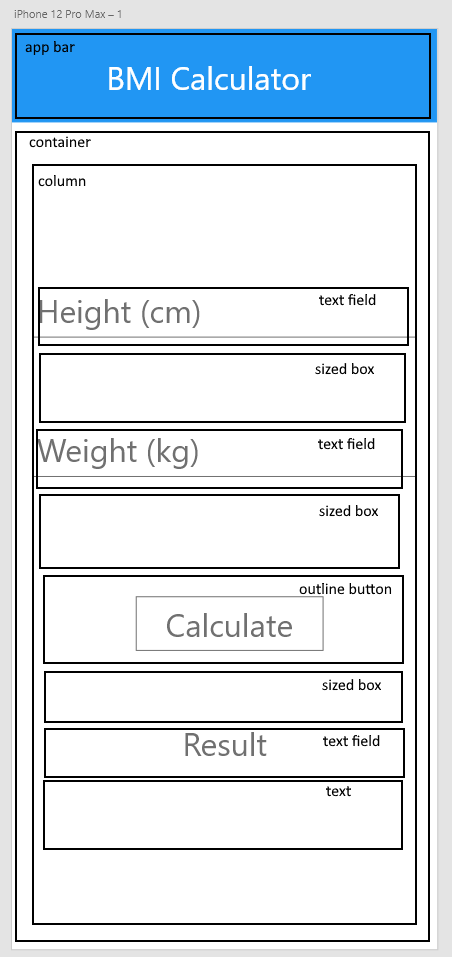 iPhone 12 Pro Max – 1
app bar
BMI Calculator
container
column
Height (cm)
text field
sized box
Weight (kg)
text field
sized box
outline button
Calculate
sized box
Result
text field
text